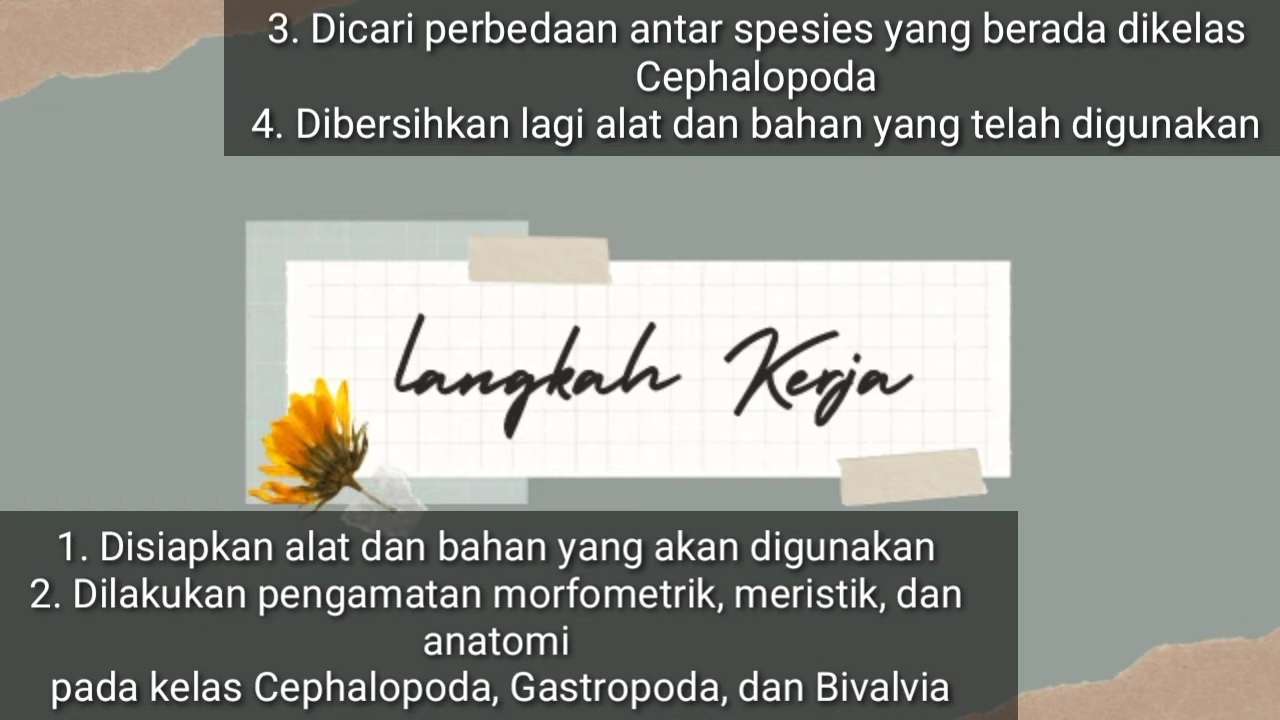 3. Dicari perbedaan antar spesies yang berada dikelas
Cephalopoda
4. Dibersihkan lagi alat dan bahan yang telah digunakan
langkah Kerja
1. Disiapkan alat dan bahan yang akan digunakan
2. Dilakukan pengamatan morfometrik, meristik, dan
anatomi
pada kelas Cephalopoda, Gastropoda, dan Bivalvia